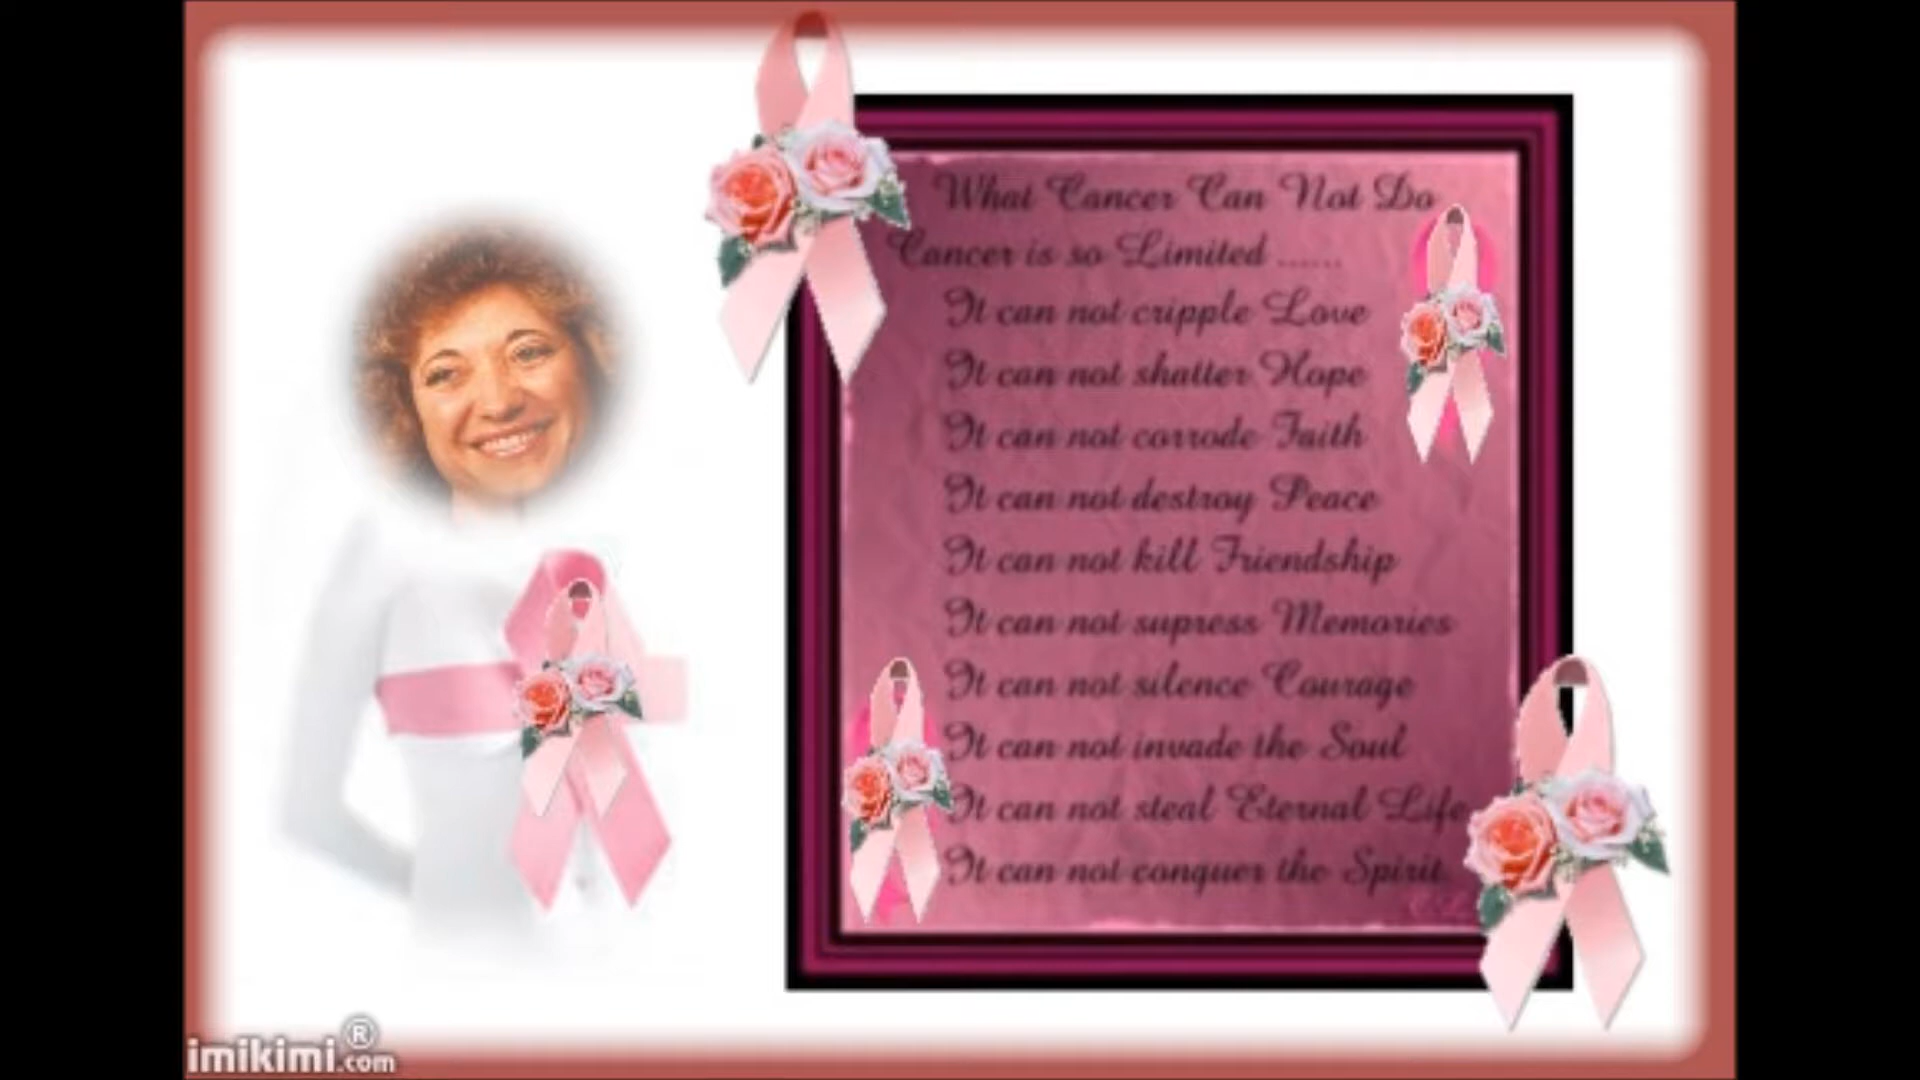 What Cancer Can Not Do
Cancer is so Limited ......
It can not cripple Love
It can not shatter Hope
It can not corrode Faith
It can not destroy Peace
It can not kill Friendship
It can not supress Memories
It can not silence Courage
It can not invade the Soul
It can not steal Eternal Life
It can not conquer the Spirit
imikimi.com®